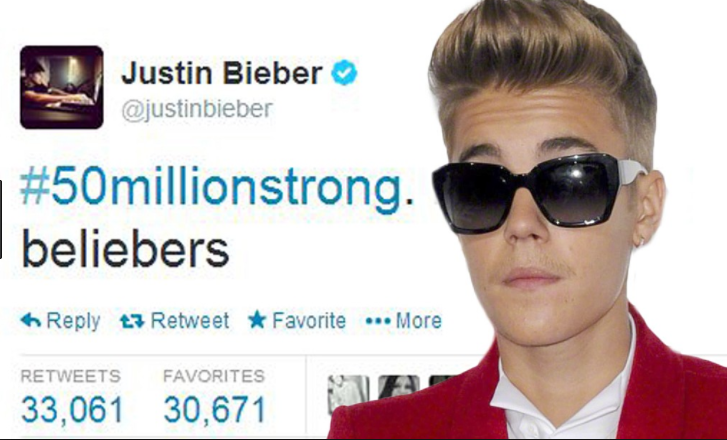 Justin Bieber
@justinbieber
#50millionstrong.
beliebers
Reply Retweet Favorite More
RETWEETS FAVORITES
33,061 30,671